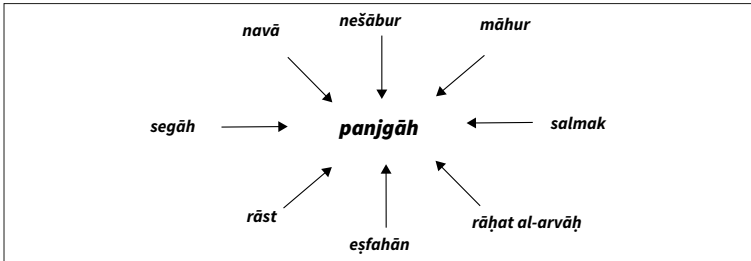 nešābur
navā
māhur
segāh
panjgāh
salmak
rāst
rāḥat al-arvāḥ
eṣfahān